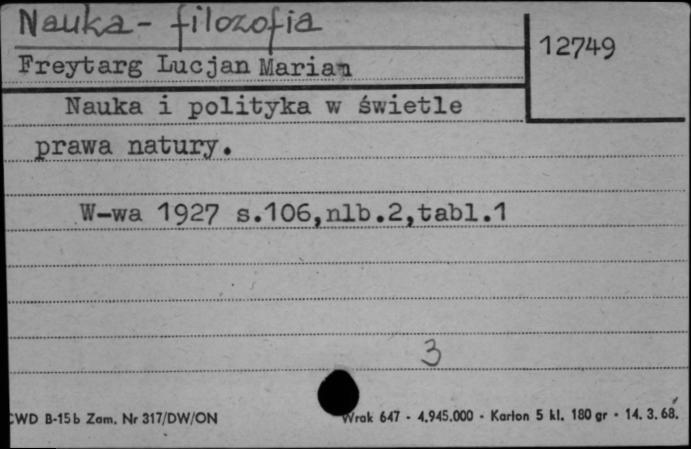 Nauka - filozofia
12749
Freytarg Lucjan Marian
Nauka i polityka w świetle
prawa natury.
W-wa 1927 s.106,nlb.2,tabl.1
3
CWD B-15b Zam. Nr 317/DW/ON
Wrak 647 - 4.945.000 - Karton 5 kl. 180 gr - 14. 3. 68.